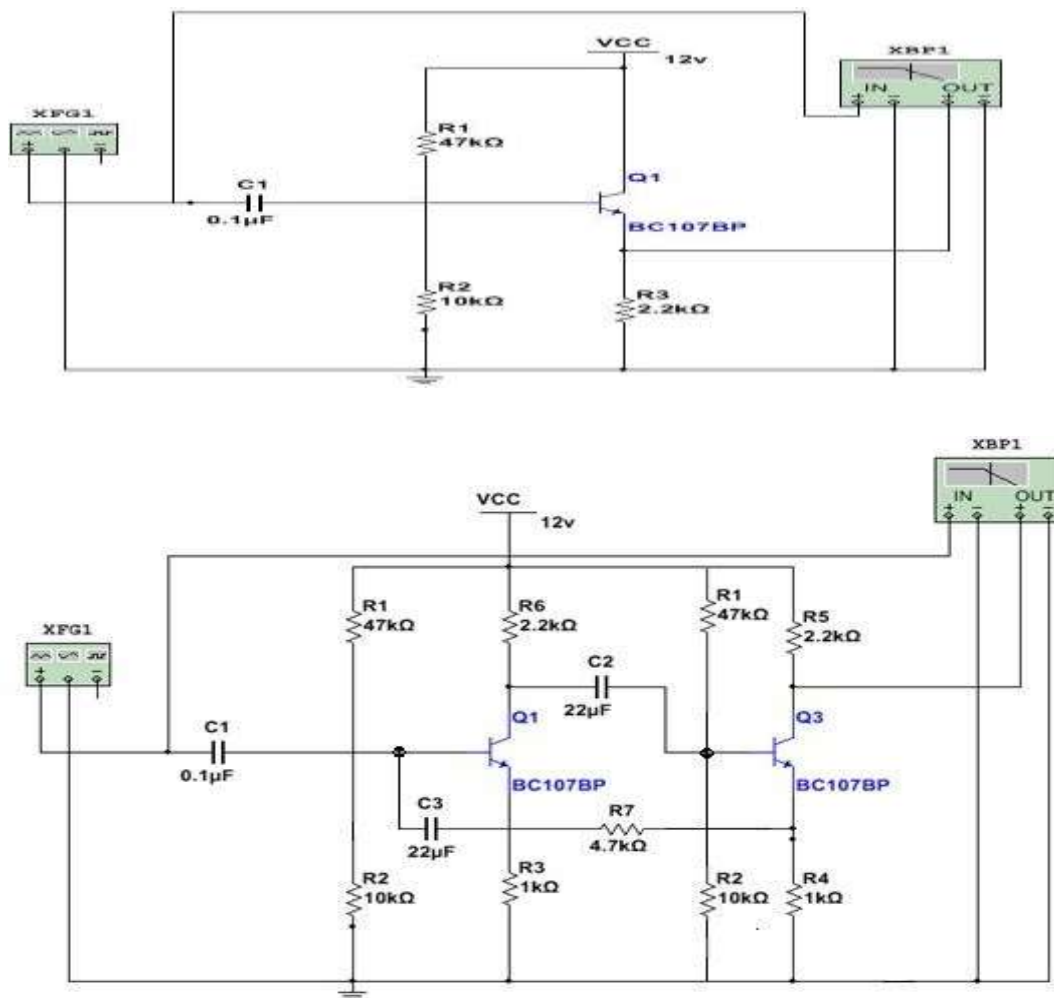 VCC
12v
XBP1
IN OUT
XFG1
R1
47kΩ
C1
0.1µF
Q1
BC107BP
R2
10kΩ
R3
2.2kΩ
XBP1
IN OUT
VCC
12v
XFG1
R1
47kΩ
R6
2.2kΩ
R1
47kΩ
R5
2.2kΩ
C2
22µF
C1
0.1µF
Q1
BC107BP
Q3
BC107BP
C3
22µF
R7
4.7kΩ
R2
10kΩ
R3
1kΩ
R2
10kΩ
R4
1kΩ